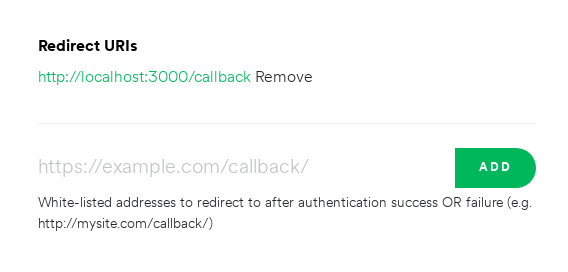 Redirect URIs
http://localhost:3000/callback Remove
https://example.com/callback/
ADD
White-listed addresses to redirect to after authentication success OR failure (e.g.
http://mysite.com/callback/)